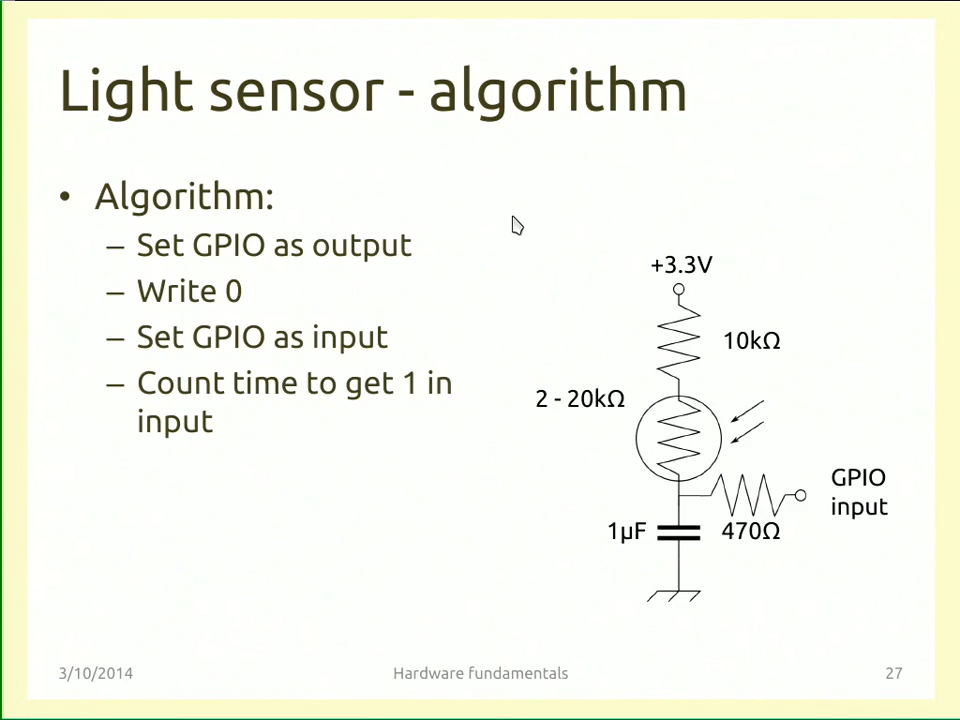 Light sensor - algorithm
• Algorithm:
– Set GPIO as output
– Write 0
– Set GPIO as input
– Count time to get 1 in
input
+3.3V
10kΩ
2 - 20kΩ
GPIO
input
1µF
470Ω
3/10/2014
Hardware fundamentals
27